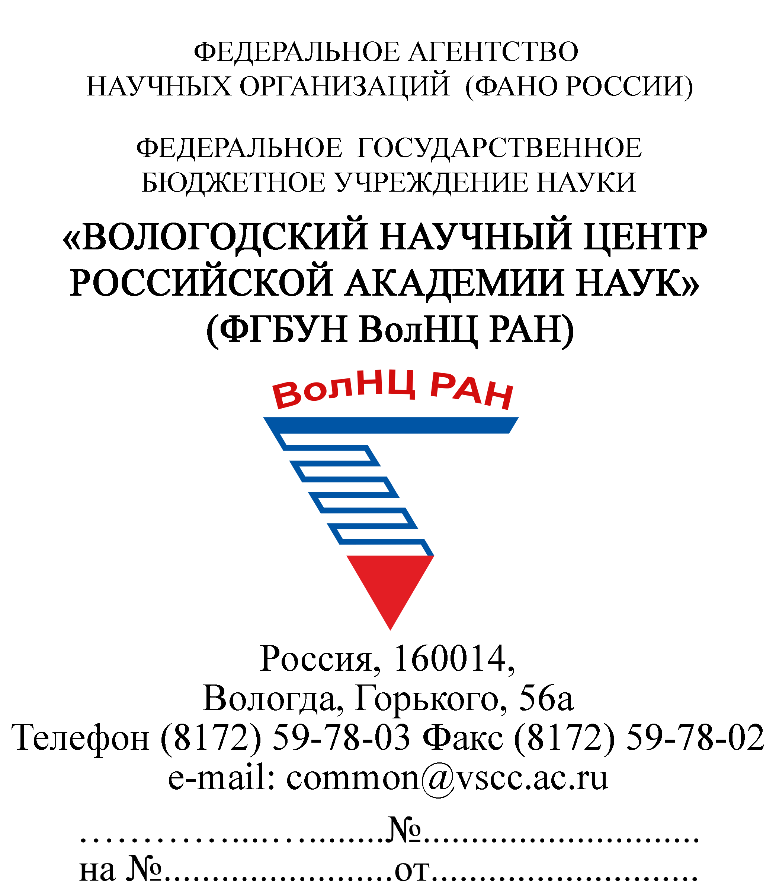 ФЕДЕРАЛЬНОЕ АГЕНТСТВО
НАУЧНЫХ ОРГАНИЗАЦИЙ (ФАНО РОССИИ)
ФЕДЕРАЛЬНОЕ ГОСУДАРСТВЕННОЕ
БЮДЖЕТНОЕ УЧРЕЖДЕНИЕ НАУКИ
«ВОЛОГОДСКИЙ НАУЧНЫЙ ЦЕНТР
РОССИЙСКОЙ АКАДЕМИИ НАУК»
(ФГБУН ВолНЦ РАН)
ВолНЦ РАН
Россия, 160014,
Вологда, Горького, 56а
Телефон (8172) 59-78-03 Факс (8172) 59-78-02
e-mail: common@vscc.ac.ru
…………...…...........№..............................
на №.........................от.............................